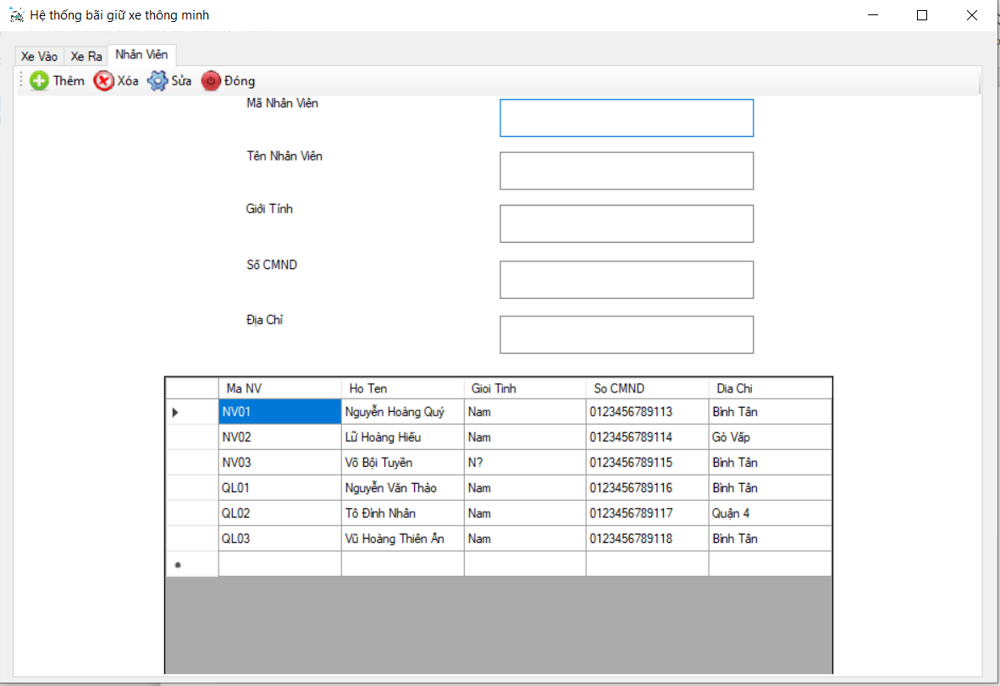 Hệ thống bãi giữ xe thông minh
Xe Vào Xe Ra Nhân Viên
Thêm Xóa Sửa Đóng
Mã Nhân Viên
Tên Nhân Viên
Giới Tính
Số CMND
Địa Chỉ
Ma NV Ho Ten Gioi Tinh So CMND Dia Chi
NV01 Nguyễn Hoàng Quý Nam 0123456789113 Bình Tân
NV02 Lữ Hoàng Hiếu Nam 0123456789114 Gò Vấp
NV03 Võ Bội Tuyền N? 0123456789115 Bình Tân
QL01 Nguyễn Văn Thảo Nam 0123456789116 Bình Tân
QL02 Tô Đình Nhân Nam 0123456789117 Quận 4
QL03 Vũ Hoàng Thiên Ân Nam 0123456789118 Bình Tân